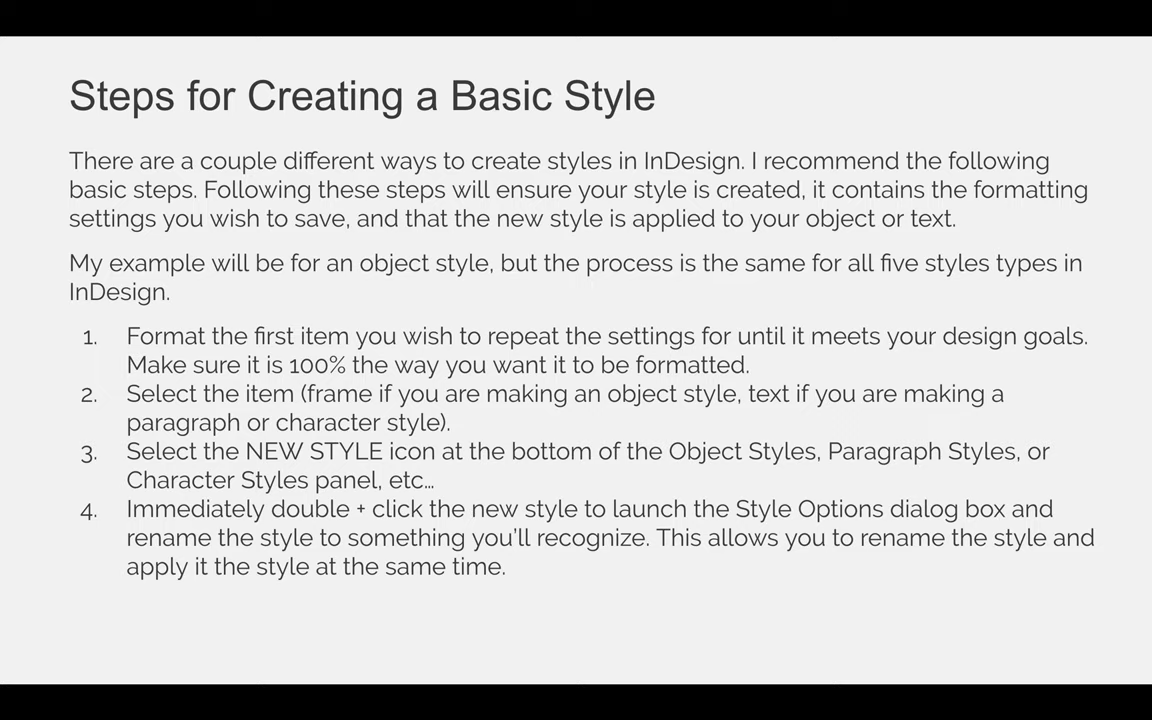 Steps for Creating a Basic Style
There are a couple different ways to create styles in InDesign. I recommend the following
basic steps. Following these steps will ensure your style is created, it contains the formatting
settings you wish to save, and that the new style is applied to your object or text.
My example will be for an object style, but the process is the same for all five styles types in
InDesign.
1. Format the first item you wish to repeat the settings for until it meets your design goals.
Make sure it is 100% the way you want it to be formatted.
2. Select the item (frame if you are making an object style, text if you are making a
paragraph or character style).
3. Select the NEW STYLE icon at the bottom of the Object Styles, Paragraph Styles, or
Character Styles panel, etc…
4. Immediately double + click the new style to launch the Style Options dialog box and
rename the style to something you’ll recognize. This allows you to rename the style and
apply it the style at the same time.